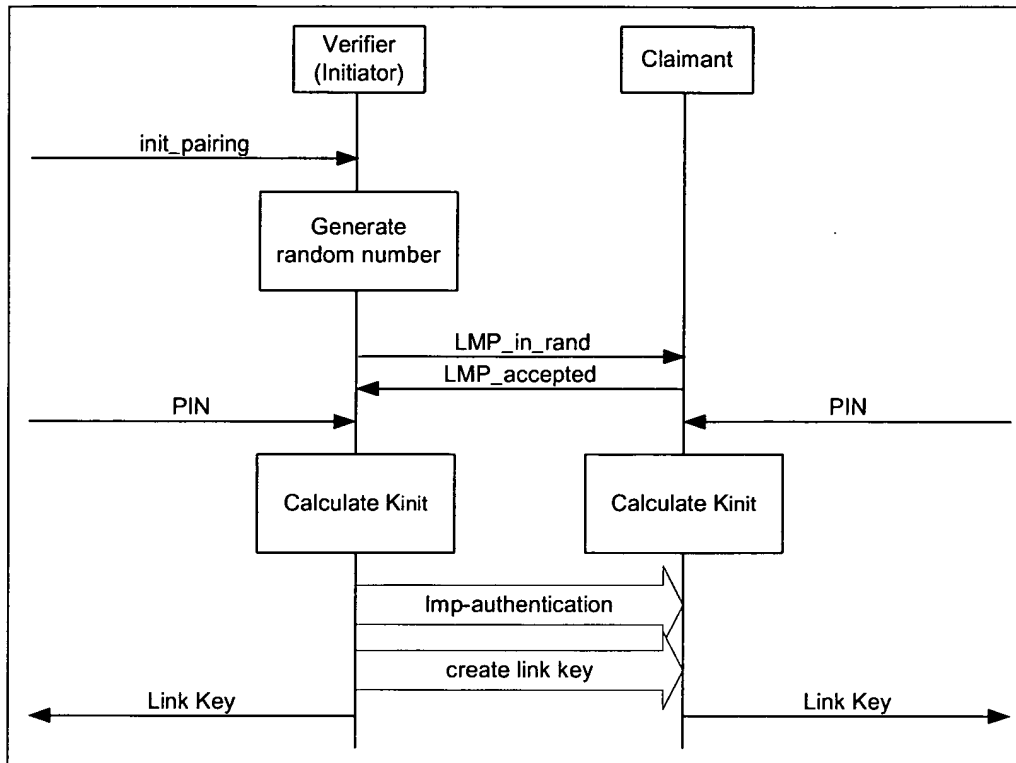 Verifier
(Initiator)
Claimant
init_pairing
Generate
random number
LMP_in_rand
LMP_accepted
PIN
PIN
Calculate Kinit
Calculate Kinit
lmp-authentication
create link key
Link Key
Link Key